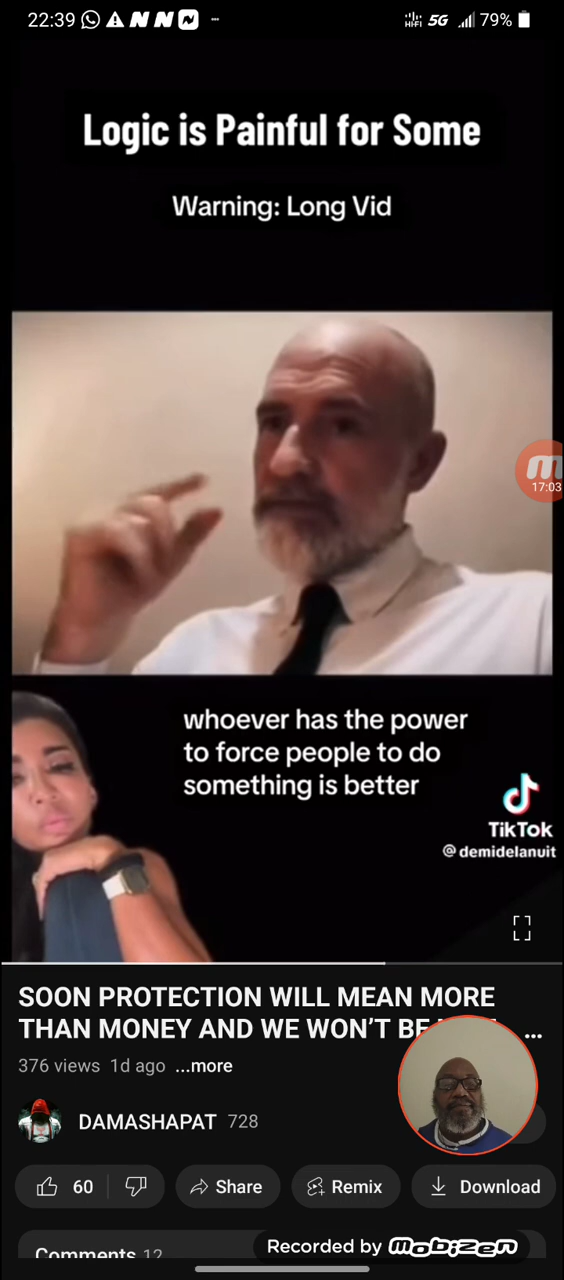 22:39
HiFi 5G 79%
Logic is Painful for Some
Warning: Long Vid
17:03
whoever has the power
to force people to do
something is better
TikTok
@demidelanuit
SOON PROTECTION WILL MEAN MORE
THAN MONEY AND WE WON'T BE ...
376 views 1d ago ...more
DAMASHAPAT 728
60 Share Remix Download
Comments 12
Recorded by mobizen